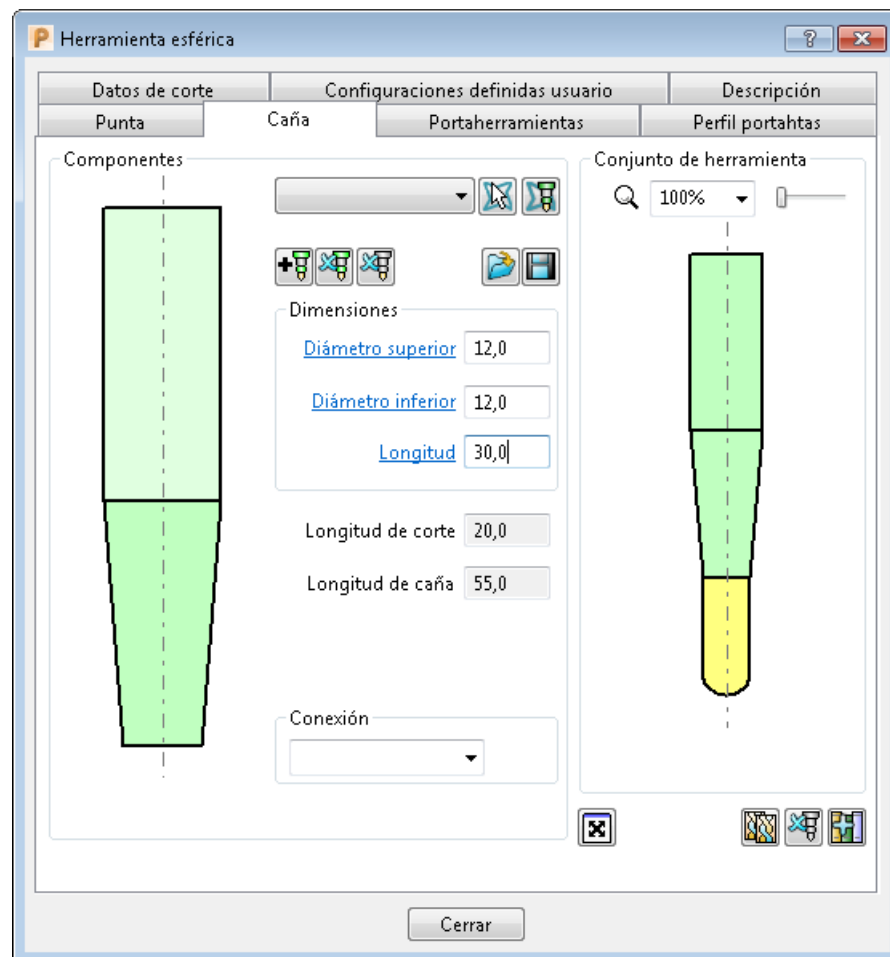 P Herramienta esférica ?
Datos de corte Configuraciones definidas usuario Descripción
Punta Caña Portaherramientas Perfil portahtas
Componentes
Dimensiones
Diámetro superior 12,0
Diámetro inferior 12,0
Longitud 30,0
Longitud de corte 20,0
Longitud de caña 55,0
Conexión
Conjunto de herramienta
100%
Cerrar